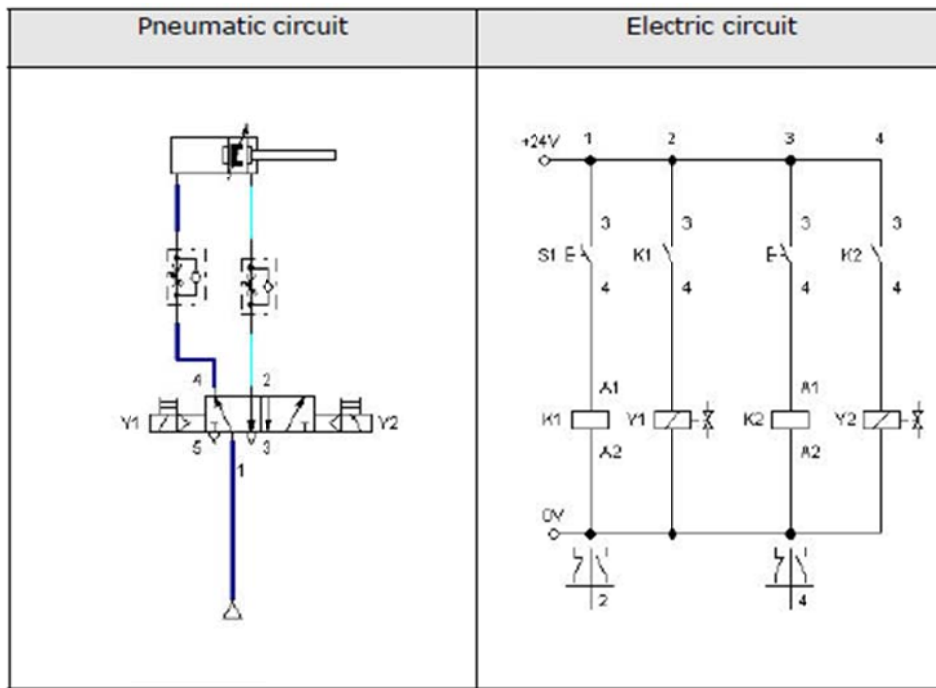 Pneumatic circuit
Electric circuit
4 2
Y1 Y2
5 3
1
1 2 3 4
+24V
3 3 3 3
S1 K1 K2
4 4 4 4
A1 A1
K1 Y1 K2 Y2
A2 A2
0V
2 4